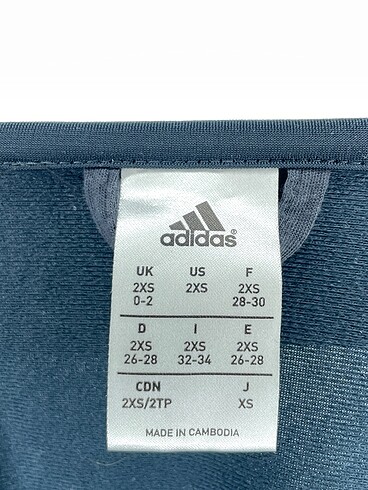 adidas®
UK US F
2XS 2XS 2XS
0-2 28-30
D I E
2XS 2XS 2XS
26-28 32-34 26-28
CDN J
2XS/2TP XS
MADE IN CAMBODIA